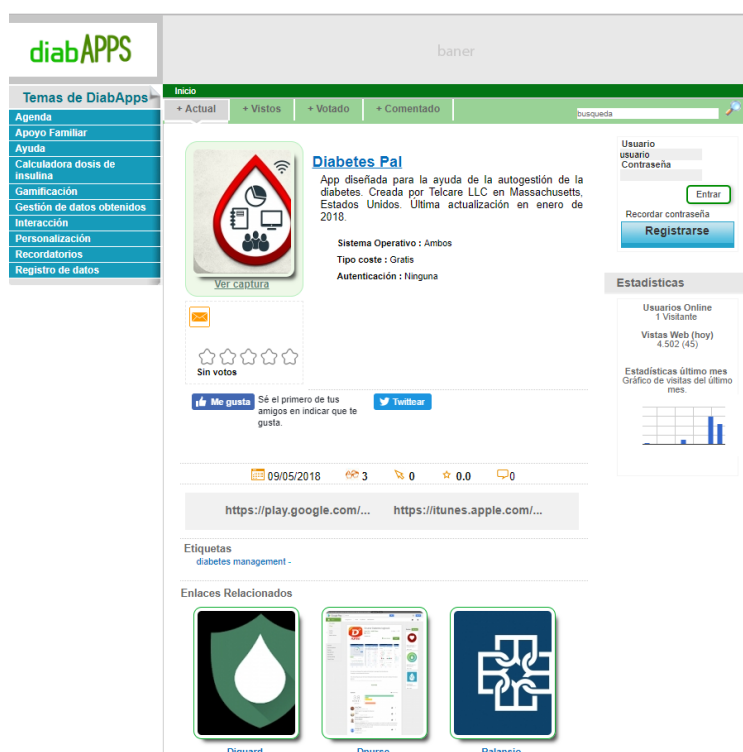 diabAPPS
baner
Temas de DiabApps
Agenda
Apoyo Familiar
Ayuda
Calculadora dosis de
insulina
Gamificación
Gestión de datos obtenidos
Interacción
Personalización
Recordatorios
Registro de datos
Inicio
+ Actual
+ Vistos
+ Votado
+ Comentado
busqueda
Diabetes Pal
App diseñada para la ayuda de la autogestión de la
diabetes. Creada por Telcare LLC en Massachusetts,
Estados Unidos. Última actualización en enero de
2018.
Sistema Operativo : Ambos
Tipo coste : Gratis
Autenticación : Ninguna
Ver captura
Sin votos
Me gusta
Sé el primero de tus
amigos en indicar que te
gusta.
Twittear
09/05/2018
3
0
0.0
0
https://play.google.com/...
https://itunes.apple.com/...
Etiquetas
diabetes management -
Enlaces Relacionados
Diguard
Dnurse
Palansio
Usuario
usuario
Contraseña
Entrar
Recordar contraseña
Registrarse
Estadísticas
Usuarios Online
1 Visitante
Vistas Web (hoy)
4.502 (45)
Estadísticas último mes
Gráfico de visitas del último
mes.